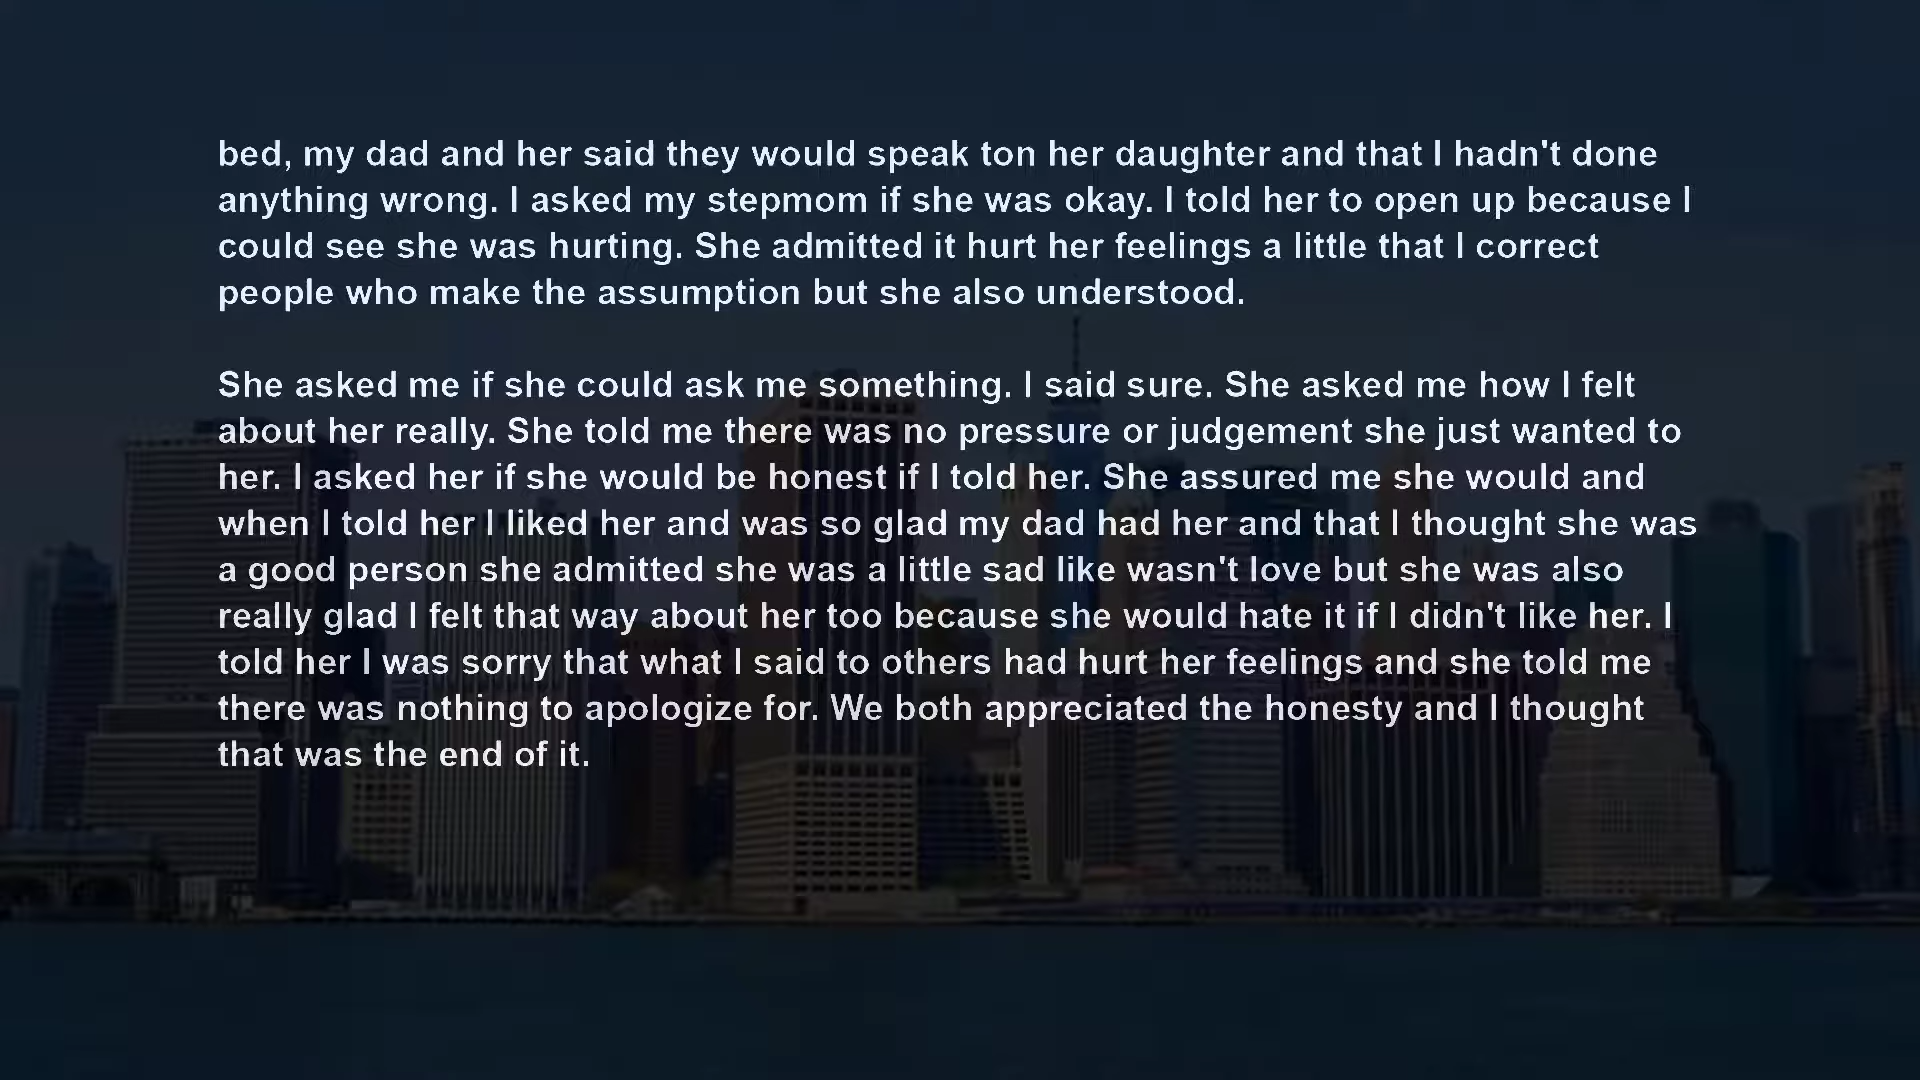 bed, my dad and her said they would speak ton her daughter and that I hadn't done
anything wrong. I asked my stepmom if she was okay. I told her to open up because I
could see she was hurting. She admitted it hurt her feelings a little that I correct
people who make the assumption but she also understood.
She asked me if she could ask me something. I said sure. She asked me how I felt
about her really. She told me there was no pressure or judgement she just wanted to
her. I asked her if she would be honest if I told her. She assured me she would and
when I told her I liked her and was so glad my dad had her and that I thought she was
a good person she admitted she was a little sad like wasn't love but she was also
really glad I felt that way about her too because she would hate it if I didn't like her. I
told her I was sorry that what I said to others had hurt her feelings and she told me
there was nothing to apologize for. We both appreciated the honesty and I thought
that was the end of it.